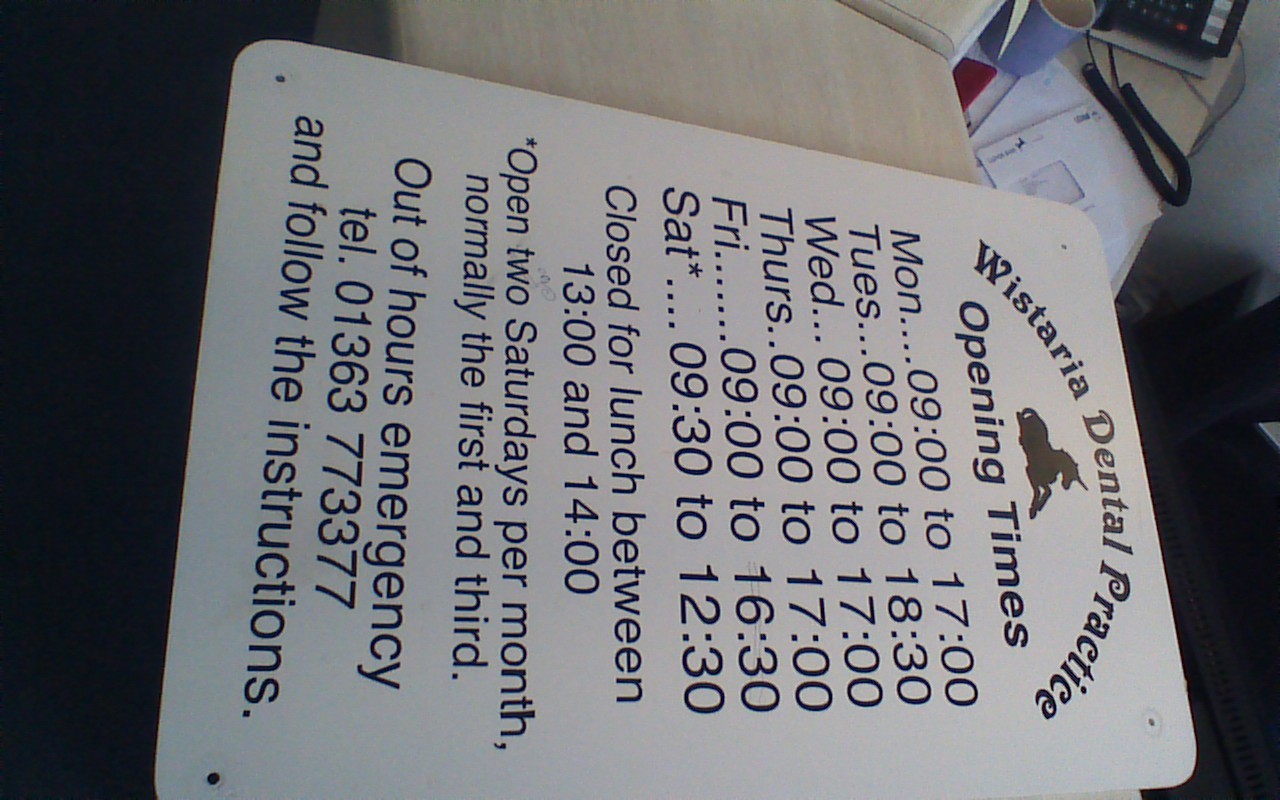 Wistaria Dental Practice
Opening Times
Mon....09:00 to 17:00
Tues...09:00 to 18:30
Wed... 09:00 to 17:00
Thurs..09:00 to 17:00
Fri.......09:00 to 16:30
Sat* .... 09:30 to 12:30
Closed for lunch between
13:00 and 14:00
*Open two Saturdays per month,
normally the first and third.
Out of hours emergency
tel. 01363 773377
and follow the instructions.